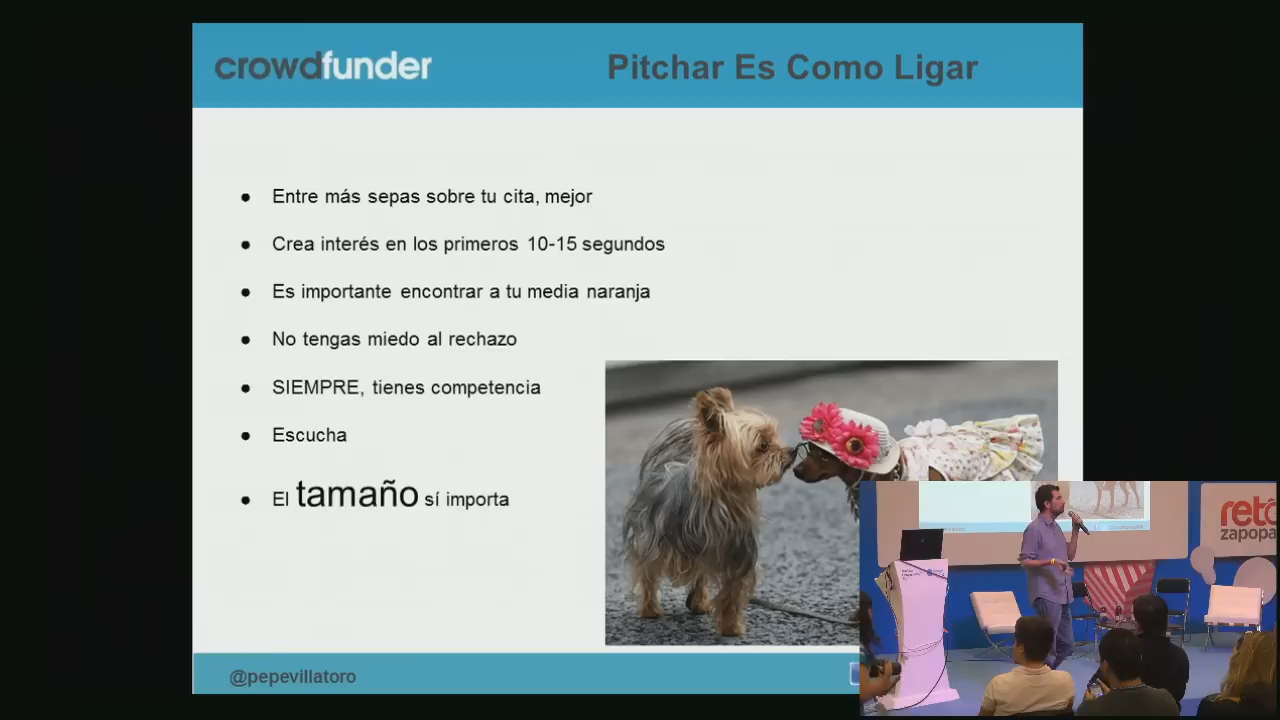 crowdfunder
Pitchar Es Como Ligar
● Entre más sepas sobre tu cita, mejor
● Crea interés en los primeros 10-15 segundos
● Es importante encontrar a tu media naranja
● No tengas miedo al rechazo
● SIEMPRE, tienes competencia
● Escucha
● El tamaño sí importa
@pepevillatoro
reto
zapopa